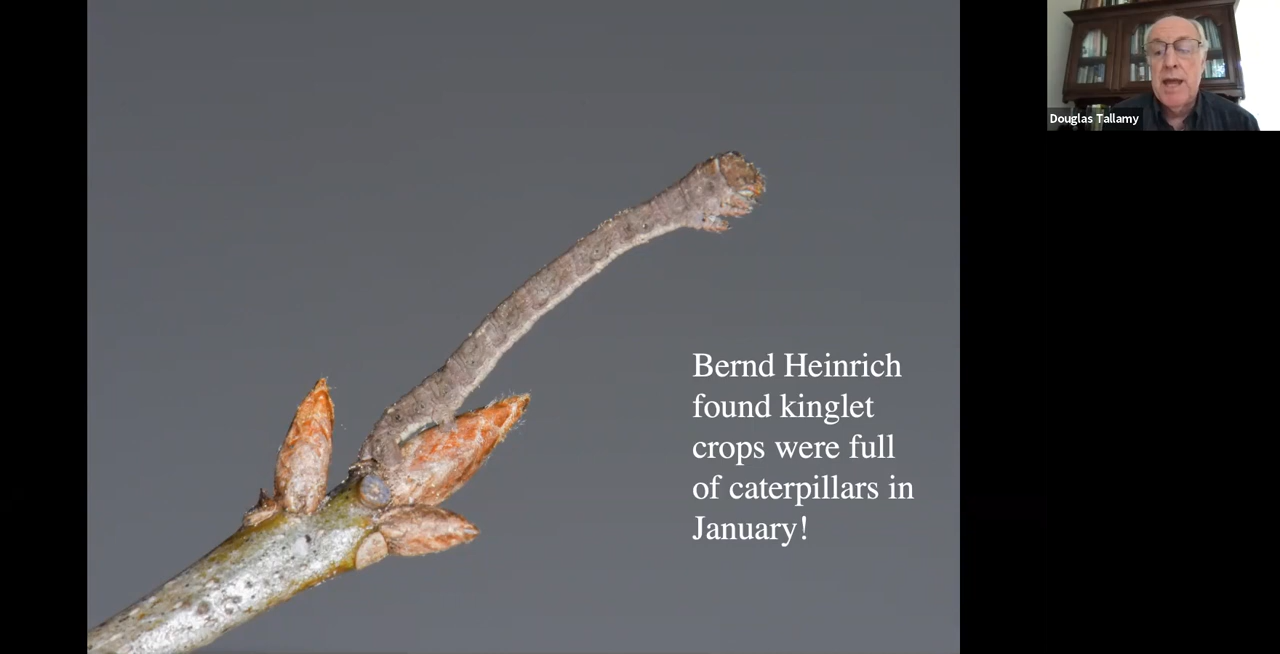 Douglas Tallamy
Bernd Heinrich
found kinglet
crops were full
of caterpillars in
January!